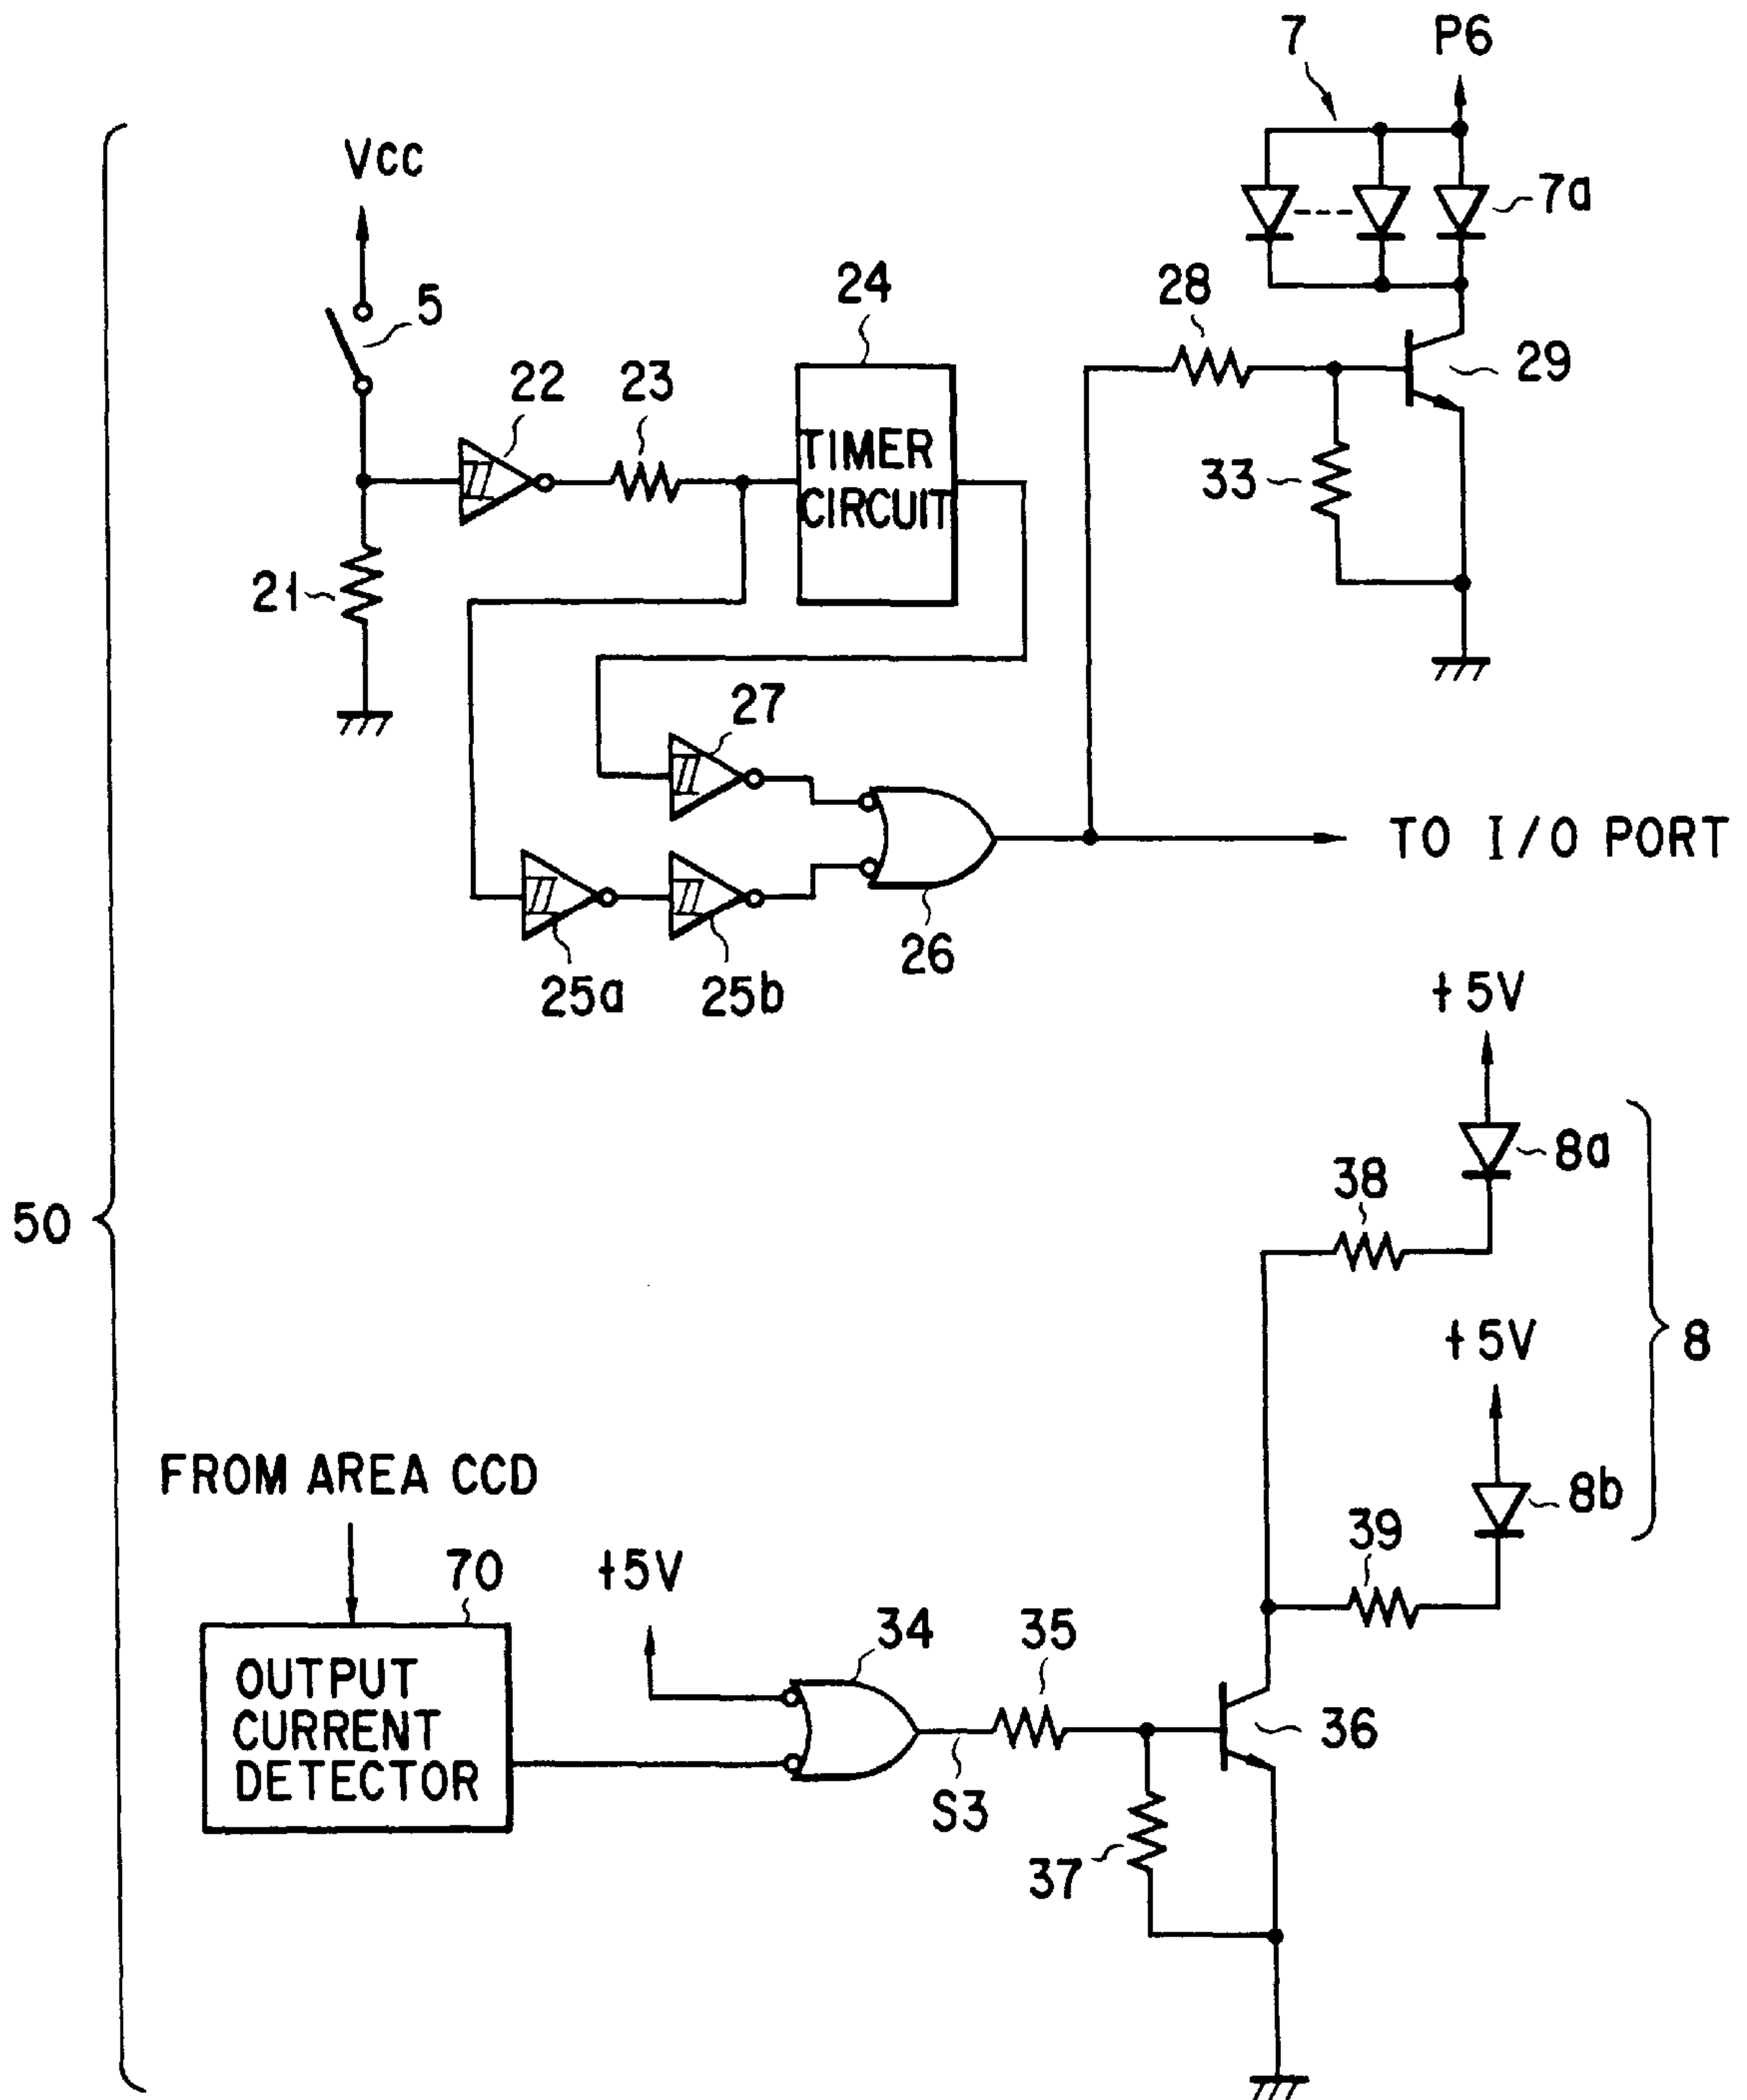 7
P6
Vcc
7a
24
28
5
22
23
29
TIMER
CIRCUIT
33
21
27
TO I/O PORT
26
25a
25b
+5V
8a
38
50
+5V
8
FROM AREA CCD
8b
39
70
+5V
34
35
OUTPUT
CURRENT
DETECTOR
36
S3
37